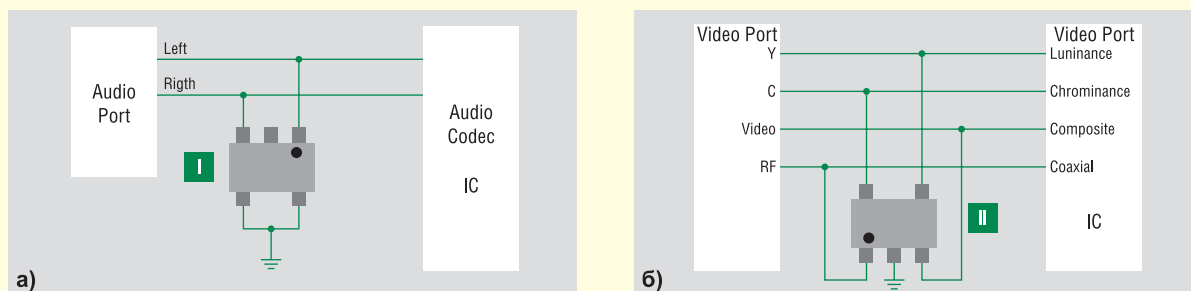 Audio
Port
Left
Rigth
Audio
Codec
IC
I
а)
Video Port
Y
C
Video
RF
Video Port
Luninance
Chrominance
Composite
Coaxial
IC
II
б)